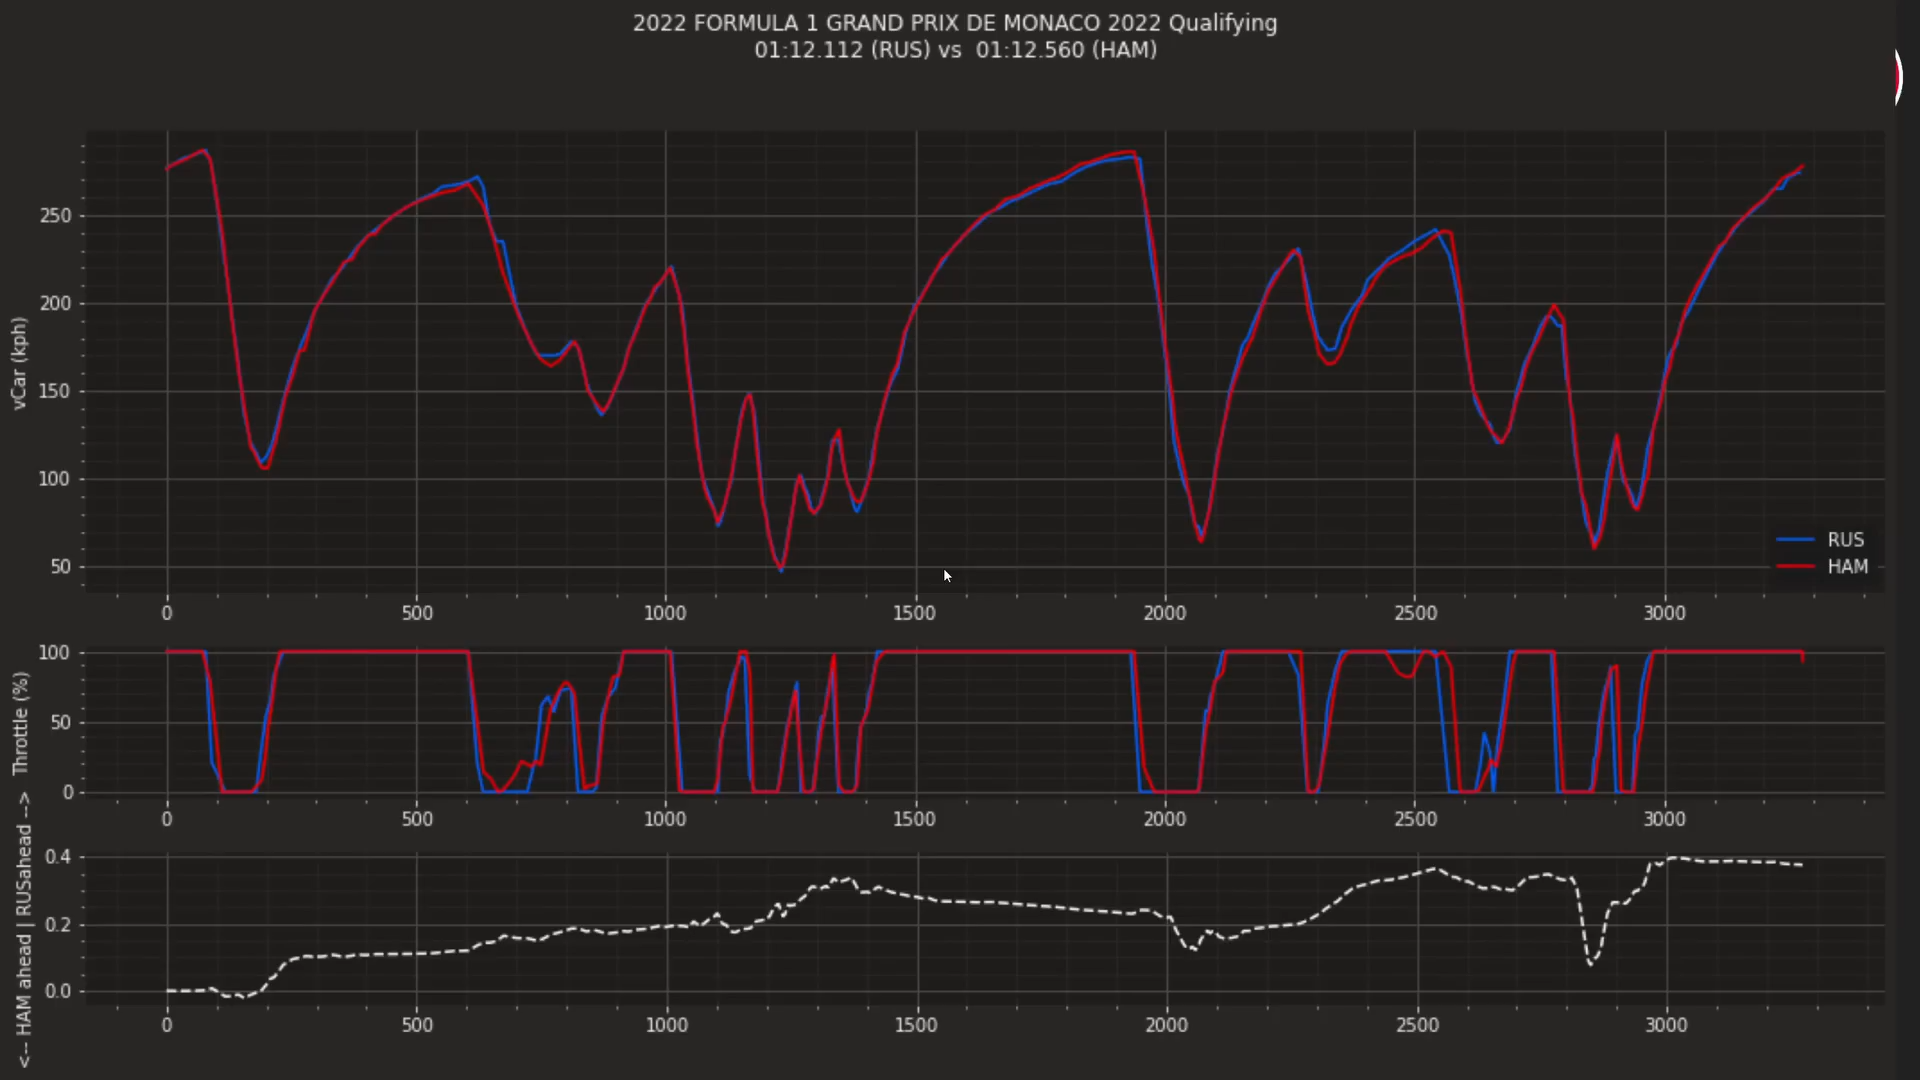 2022 FORMULA 1 GRAND PRIX DE MONACO 2022 Qualifying
01:12.112 (RUS) vs 01:12.560 (HAM)
vCar (kph)
250
200
150
100
50
0 500 1000 1500 2000 2500 3000
RUS
HAM
Throttle (%)
100
50
0
0 500 1000 1500 2000 2500 3000
<-- HAM ahead | RUSahead -->
0.4
0.2
0.0
0 500 1000 1500 2000 2500 3000